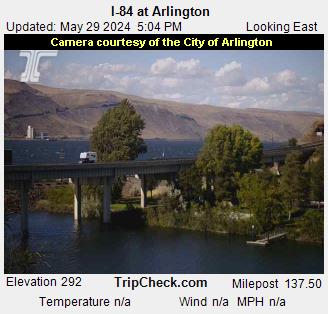 I-84 at Arlington
Updated: May 29 2024 5:04 PM Looking East
Camera courtesy of the City of Arlington
Elevation 292 TripCheck.com Milepost 137.50
Temperature n/a Wind n/a MPH n/a